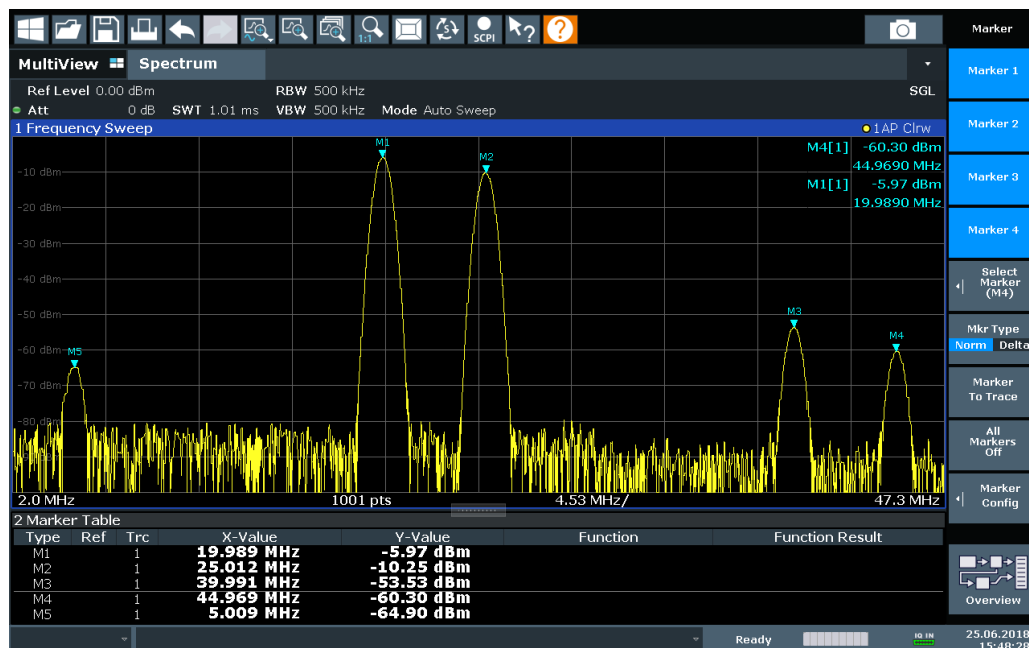 1:1
S
SCPI
?
?
Marker
MultiView Spectrum
Ref Level 0.00 dBm RBW 500 kHz SGL
Att 0 dB SWT 1.01 ms VBW 500 kHz Mode Auto Sweep
1 Frequency Sweep 1AP Clrw
M4[1] -60.30 dBm
44.9690 MHz
M1[1] -5.97 dBm
19.9890 MHz
M1
M2
M3
M4
M5
-10 dBm
-20 dBm
-30 dBm
-40 dBm
-50 dBm
-60 dBm
-70 dBm
-80 dBm
2.0 MHz 1001 pts 4.53 MHz/ 47.3 MHz
2 Marker Table
Type Ref Trc X-Value Y-Value Function Function Result
M1 1 19.989 MHz -5.97 dBm
M2 1 25.012 MHz -10.25 dBm
M3 1 39.991 MHz -53.53 dBm
M4 1 44.969 MHz -60.30 dBm
M5 1 5.009 MHz -64.90 dBm
Marker 1
Marker 2
Marker 3
Marker 4
Select
Marker
(M4)
Mkr Type
Norm Delta
Marker
To Trace
All
Markers
Off
Marker
Config
Overview
Ready IQ IN 25.06.2018
15:48:28